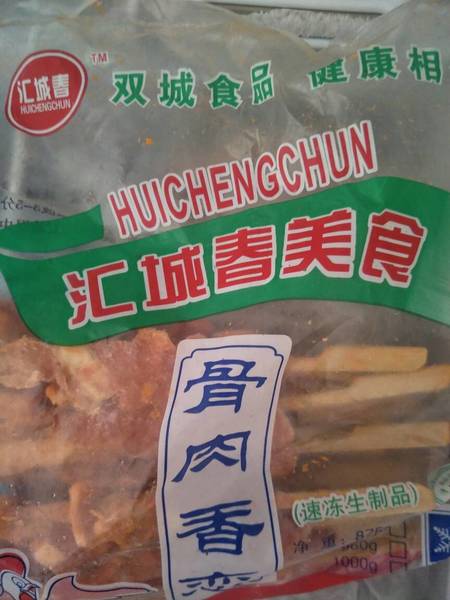 汇城春
HUICHENGCHUN
TM
双城食品 健康相
HUICHENGCHUN
汇城春美食
骨肉香恋
(速冻生制品)
净 重:
1000g